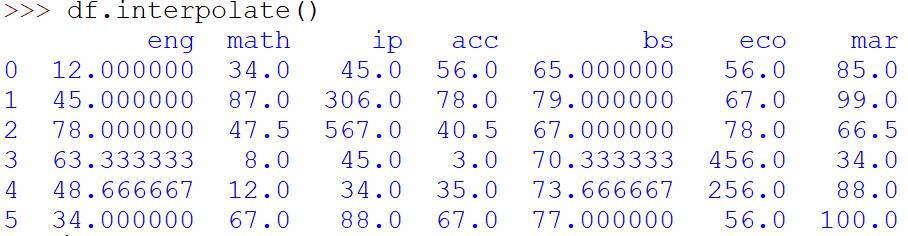 >>> df.interpolate()
eng math ip acc bs eco mar
0 12.000000 34.0 45.0 56.0 65.000000 56.0 85.0
1 45.000000 87.0 306.0 78.0 79.000000 67.0 99.0
2 78.000000 47.5 567.0 40.5 67.000000 78.0 66.5
3 63.333333 8.0 45.0 3.0 70.333333 456.0 34.0
4 48.666667 12.0 34.0 35.0 73.666667 256.0 88.0
5 34.000000 67.0 88.0 67.0 77.000000 56.0 100.0